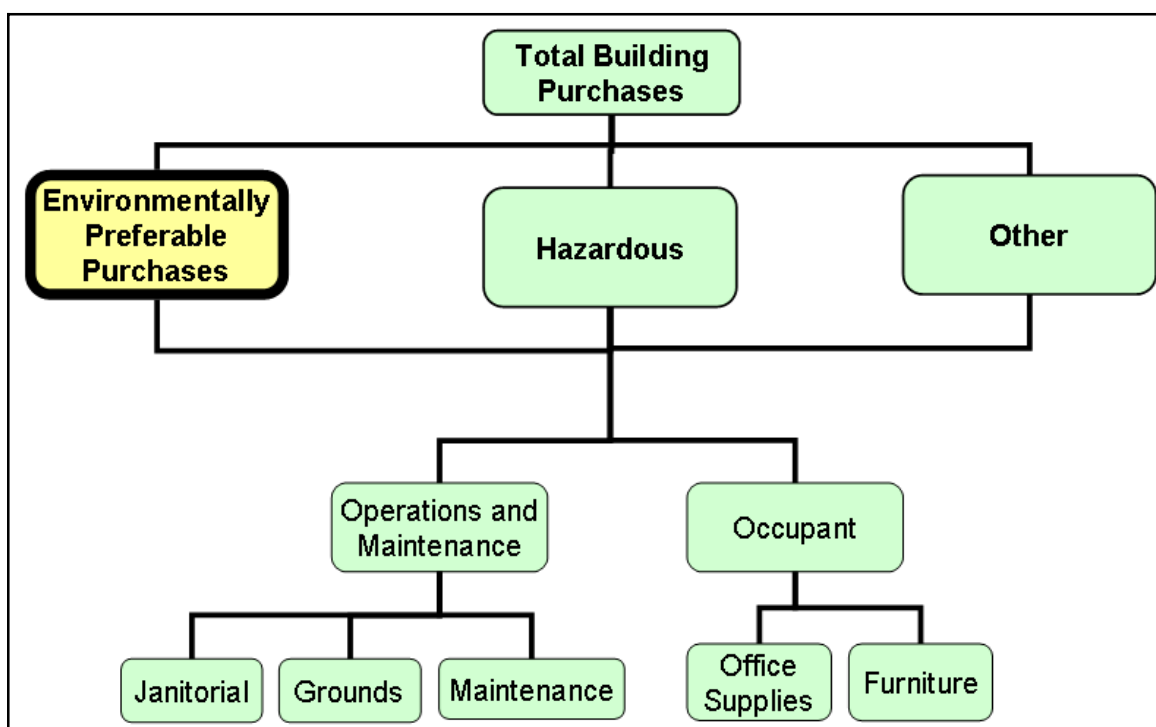 Total Building
Purchases
Environmentally
Preferable
Purchases
Hazardous
Other
Operations and
Maintenance
Occupant
Janitorial
Grounds
Maintenance
Office
Supplies
Furniture